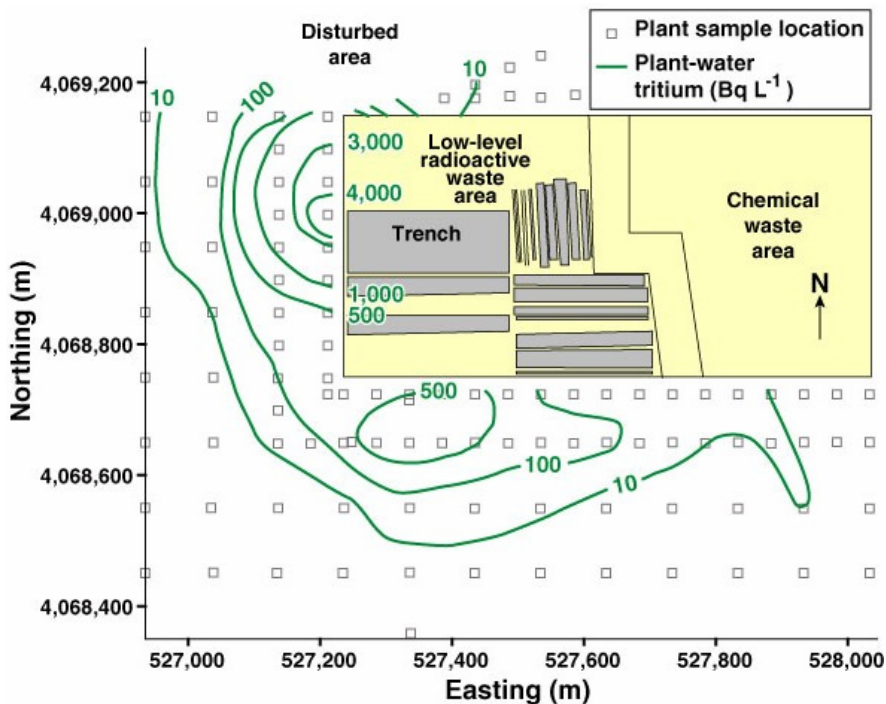 Disturbed
area
Plant sample location
Plant-water
tritium (Bq L⁻¹ )
4,069,200
4,069,000
4,068,800
4,068,600
4,068,400
Northing (m)
10
100
10
3,000
4,000
1,000
500
Low-level
radioactive
waste
area
Trench
Chemical
waste
area
N
500
100
10
527,000
527,200
527,400
527,600
527,800
528,000
Easting (m)